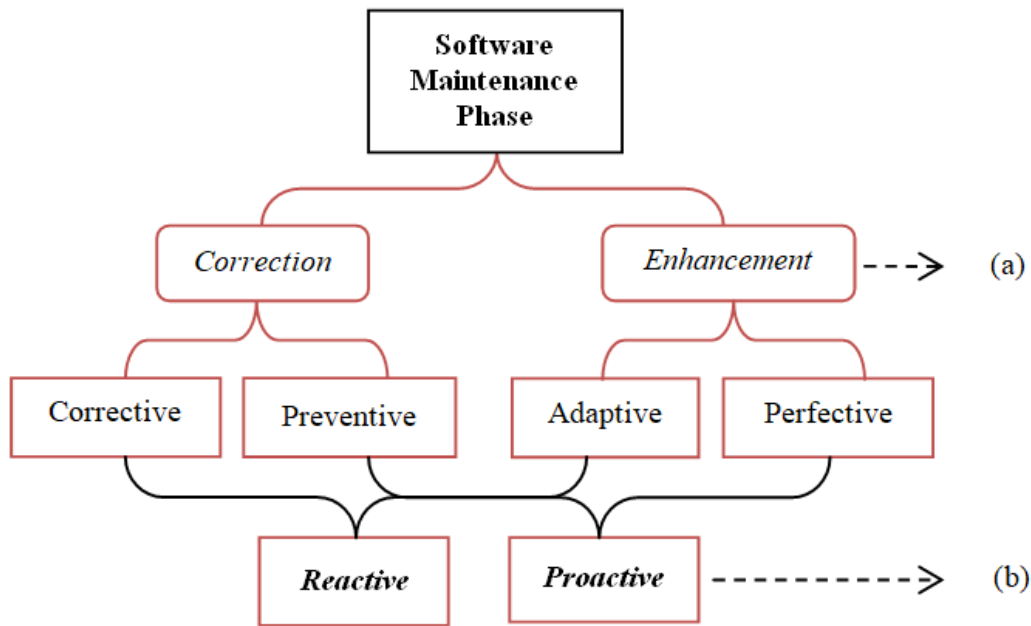 Software
Maintenance
Phase
Correction
Enhancement
(a)
Corrective
Preventive
Adaptive
Perfective
Reactive
Proactive
(b)